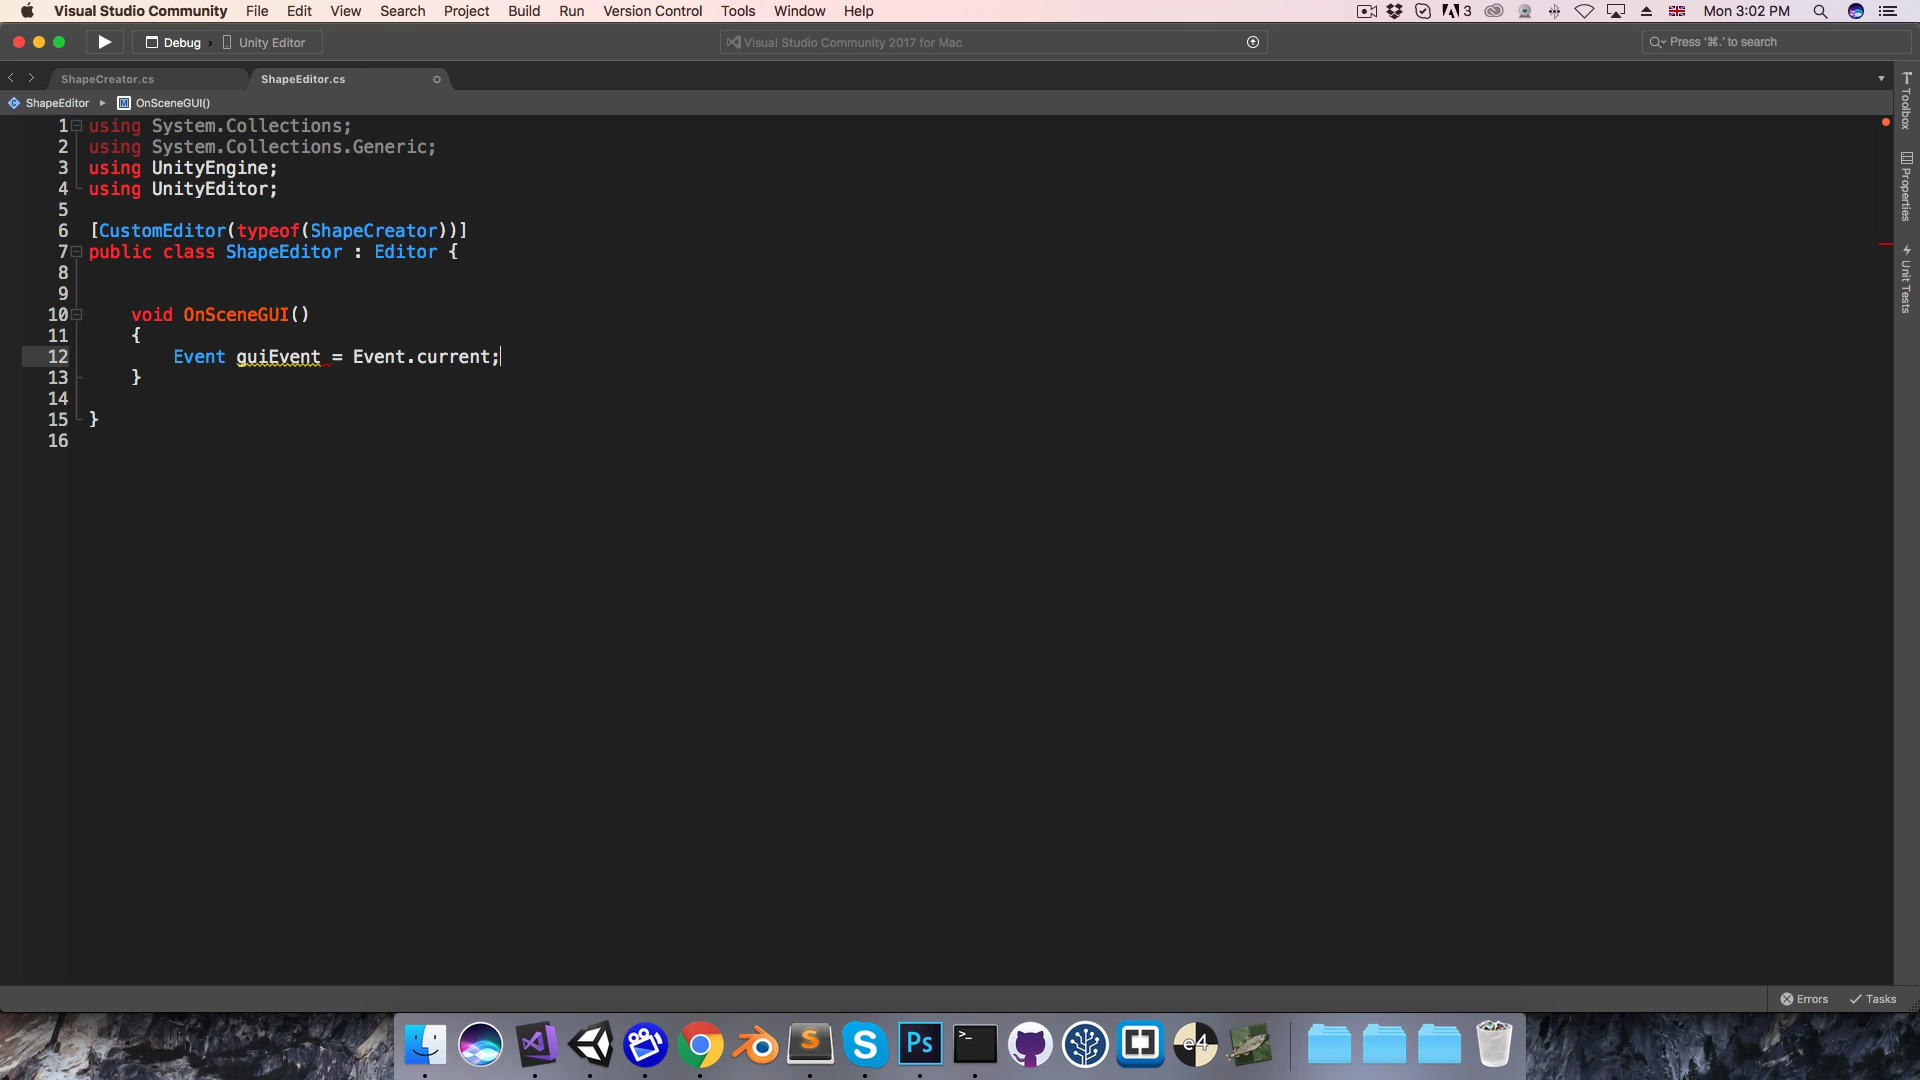 Visual Studio Community File Edit View Search Project Build Run Version Control Tools Window Help 3 Mon 3:02 PM
Debug › Unity Editor Visual Studio Community 2017 for Mac Press '⌘.' to search
ShapeCreator.cs ShapeEditor.cs
ShapeEditor ▸ M OnSceneGUI()
1 using System.Collections;
2 using System.Collections.Generic;
3 using UnityEngine;
4 using UnityEditor;
5
6 [CustomEditor(typeof(ShapeCreator))]
7 public class ShapeEditor : Editor {
8
9
10 void OnSceneGUI()
11 {
12 Event guiEvent = Event.current;
13 }
14
15 }
16
Toolbox
Properties
Unit Tests
Errors Tasks
S S Ps >_ e4